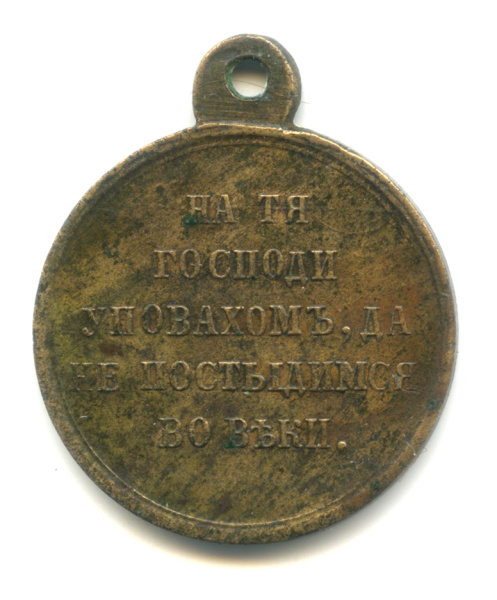 НА ТЯ
ГОСПОДИ
УПОВАХОМЪ, ДА
НЕ ПОСТЫДИМСЯ
ВО ВѢКИ.